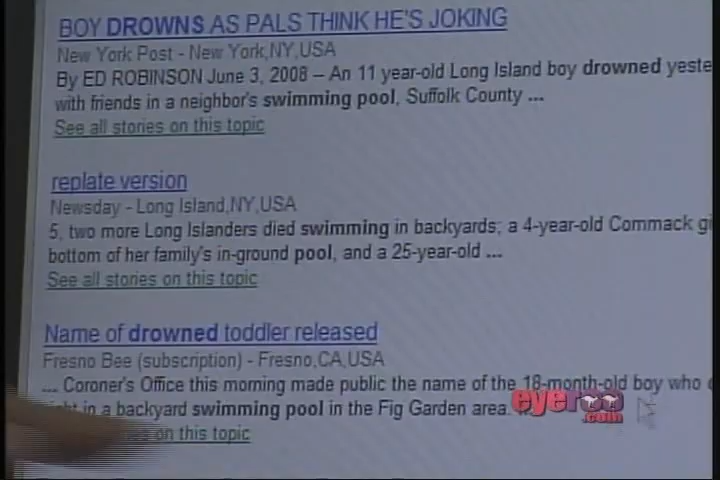 BOY DROWNS AS PALS THINK HE'S JOKING
New York Post - New York,NY,USA
By ED ROBINSON June 3, 2008 – An 11 year-old Long Island boy drowned yeste
with friends in a neighbor's swimming pool, Suffolk County ...
See all stories on this topic
replate version
Newsday - Long Island,NY,USA
5, two more Long Islanders died swimming in backyards; a 4-year-old Commack gi
bottom of her family's in-ground pool, and a 25-year-old ...
See all stories on this topic
Name of drowned toddler released
Fresno Bee (subscription) - Fresno,CA,USA
... Coroner's Office this morning made public the name of the 18-month-old boy who
in a backyard swimming pool in the Fig Garden area.
on this topic
eyeroo
.com